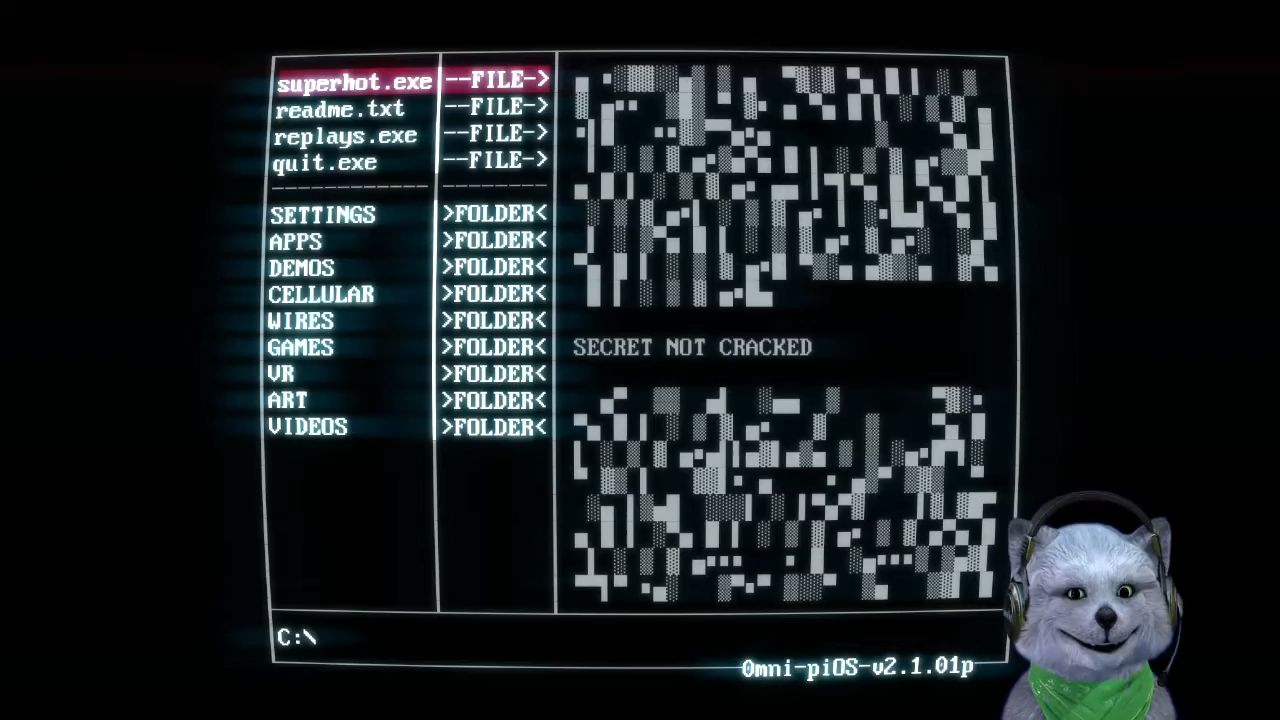 superhot.exe --FILE->
readme.txt --FILE->
replays.exe --FILE->
quit.exe --FILE->
SETTINGS >FOLDER<
APPS >FOLDER<
DEMOS >FOLDER<
CELLULAR >FOLDER<
WIRES >FOLDER<
GAMES >FOLDER<
VR >FOLDER<
ART >FOLDER<
VIDEOS >FOLDER<
SECRET NOT CRACKED
C:\
0mni-piOS-v2.1.01p